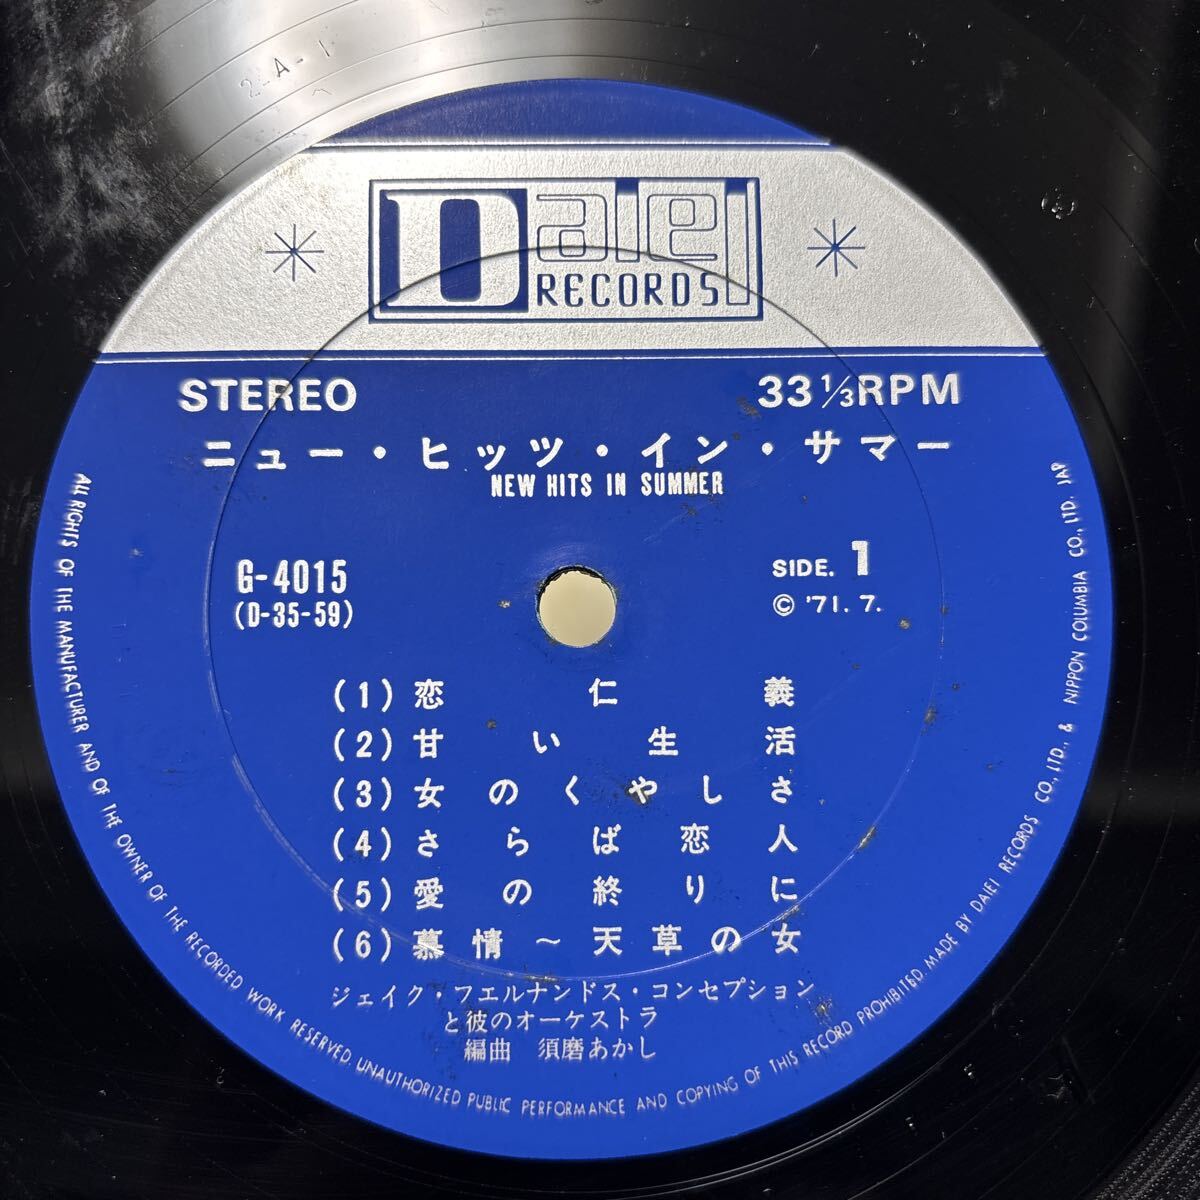 2-A-1
Daiei
RECORDS
STEREO
33 1/3 RPM
ニュー・ヒッツ・イン・サマー
NEW HITS IN SUMMER
G-4015
(D-35-59)
SIDE. 1
© '71. 7.
(1) 恋仁義
(2) 甘い生活
(3) 女のくやしさ
(4) さらば恋人
(5) 愛の終りに
(6) 慕情~天草の女
ジェイク・フエルナンドス・コンセプション
と彼のオーケストラ
編曲 須磨あかし
ALL RIGHTS OF THE MANUFACTURER AND OF THE OWNER OF THE RECORDED WORK RESERVED. UNAUTHORIZED PUBLIC PERFORMANCE AND COPYING OF THIS RECORD PROHIBITED. MADE BY DAIEI RECORDS CO., LTD., & NIPPON COLUMBIA CO., LTD. JAP